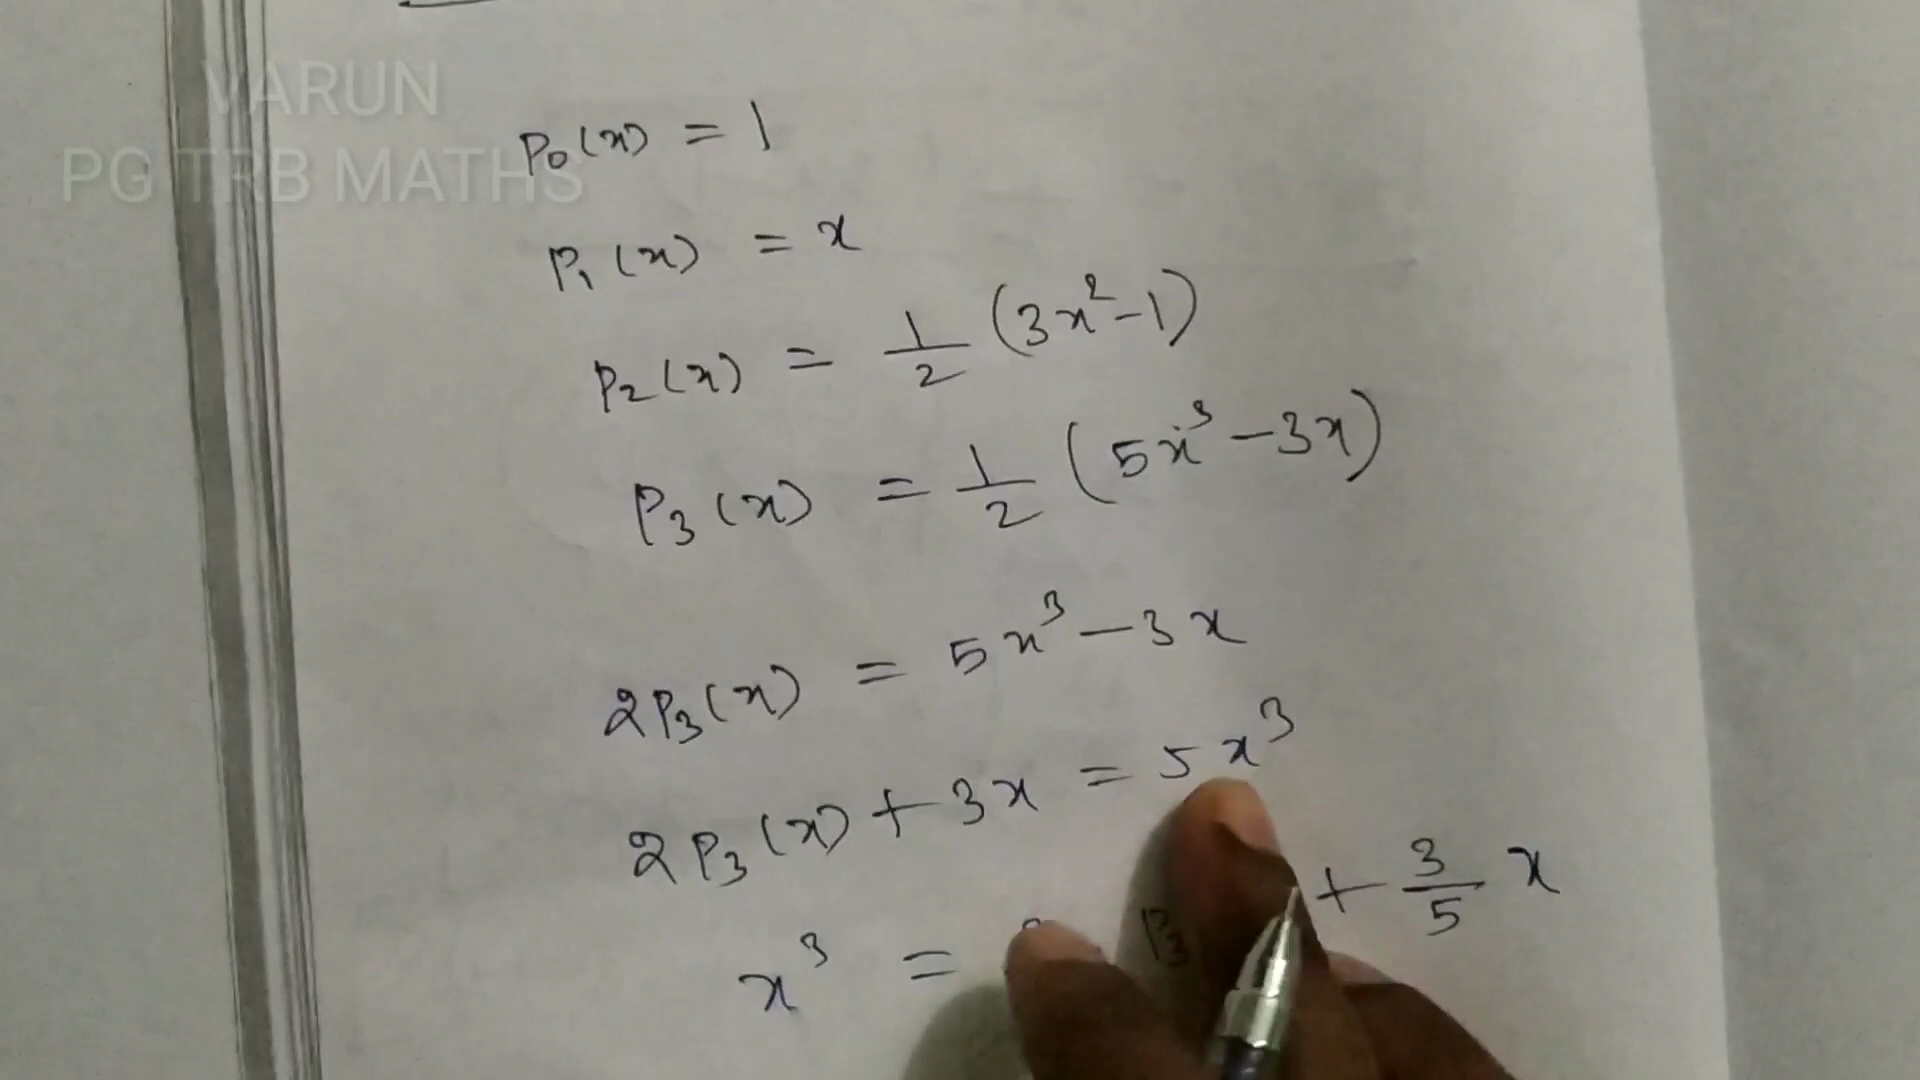 VARUN
PG TRB MATHS
P₀(x) = 1
P₁(x) = x
P₂(x) = 1/2 (3x² - 1)
P₃(x) = 1/2 (5x³ - 3x)
2P₃(x) = 5x³ - 3x
2P₃(x) + 3x = 5x³
x³ = P₃ + 3/5 x